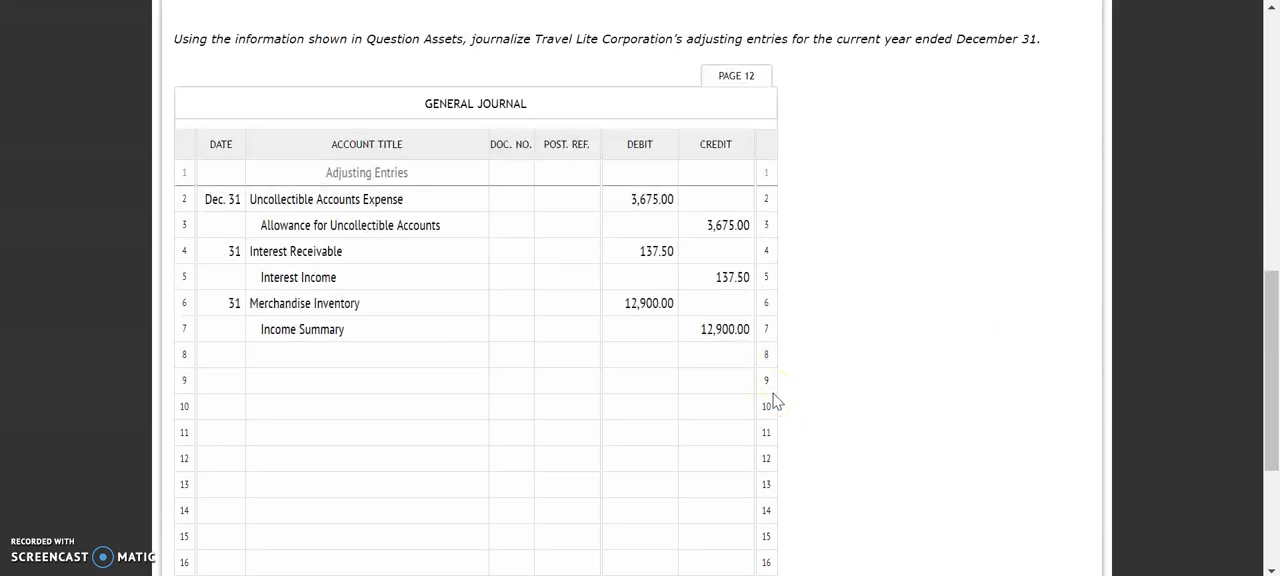 Using the information shown in Question Assets, journalize Travel Lite Corporation's adjusting entries for the current year ended December 31.
PAGE 12
GENERAL JOURNAL
DATE ACCOUNT TITLE DOC. NO. POST. REF. DEBIT CREDIT
1 Adjusting Entries 1
2 Dec. 31 Uncollectible Accounts Expense 3,675.00 2
3 Allowance for Uncollectible Accounts 3,675.00 3
4 31 Interest Receivable 137.50 4
5 Interest Income 137.50 5
6 31 Merchandise Inventory 12,900.00 6
7 Income Summary 12,900.00 7
8 8
9 9
10 10
11 11
12 12
13 13
14 14
15 15
16 16
RECORDED WITH
SCREENCAST MATIC